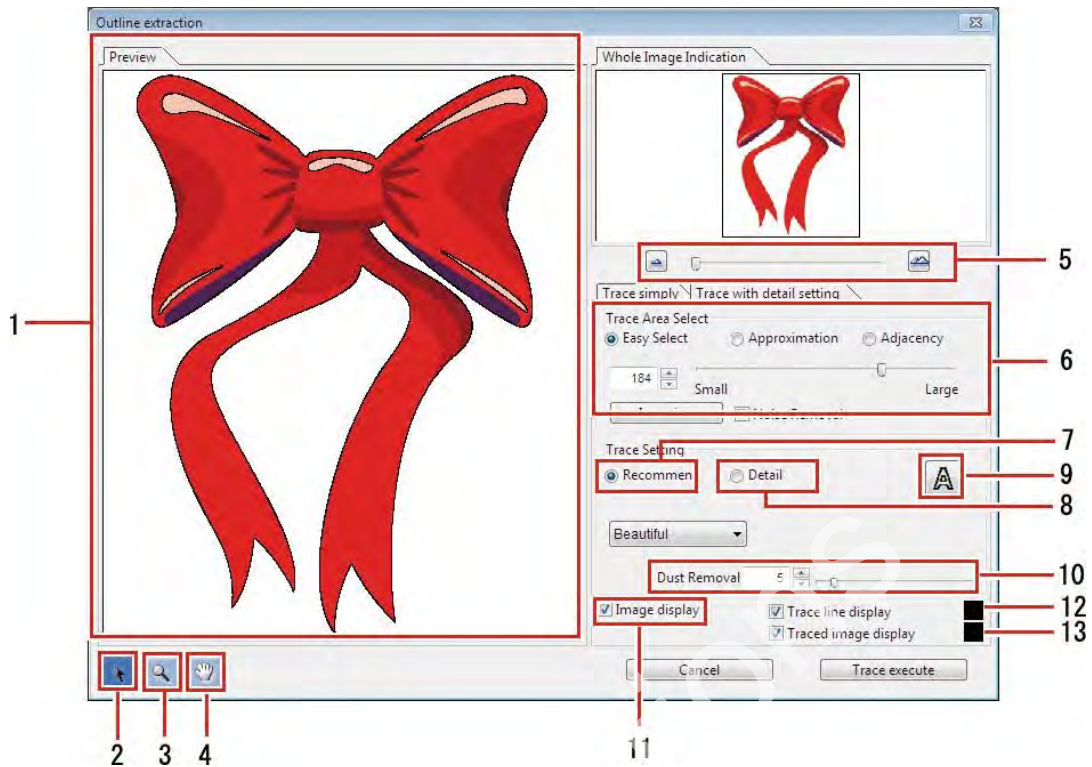 Outline extraction
Preview
Whole Image Indication
5
Trace simply Trace with detail setting
Trace Area Select
Easy Select Approximation Adjacency
1
6
184
Small Large
7
Trace Setting
Recommen Detail
A
9
8
Beautiful
Dust Removal 5
10
Image display Trace line display
12
Traced image display
13
Cancel Trace execute
2 3 4 11